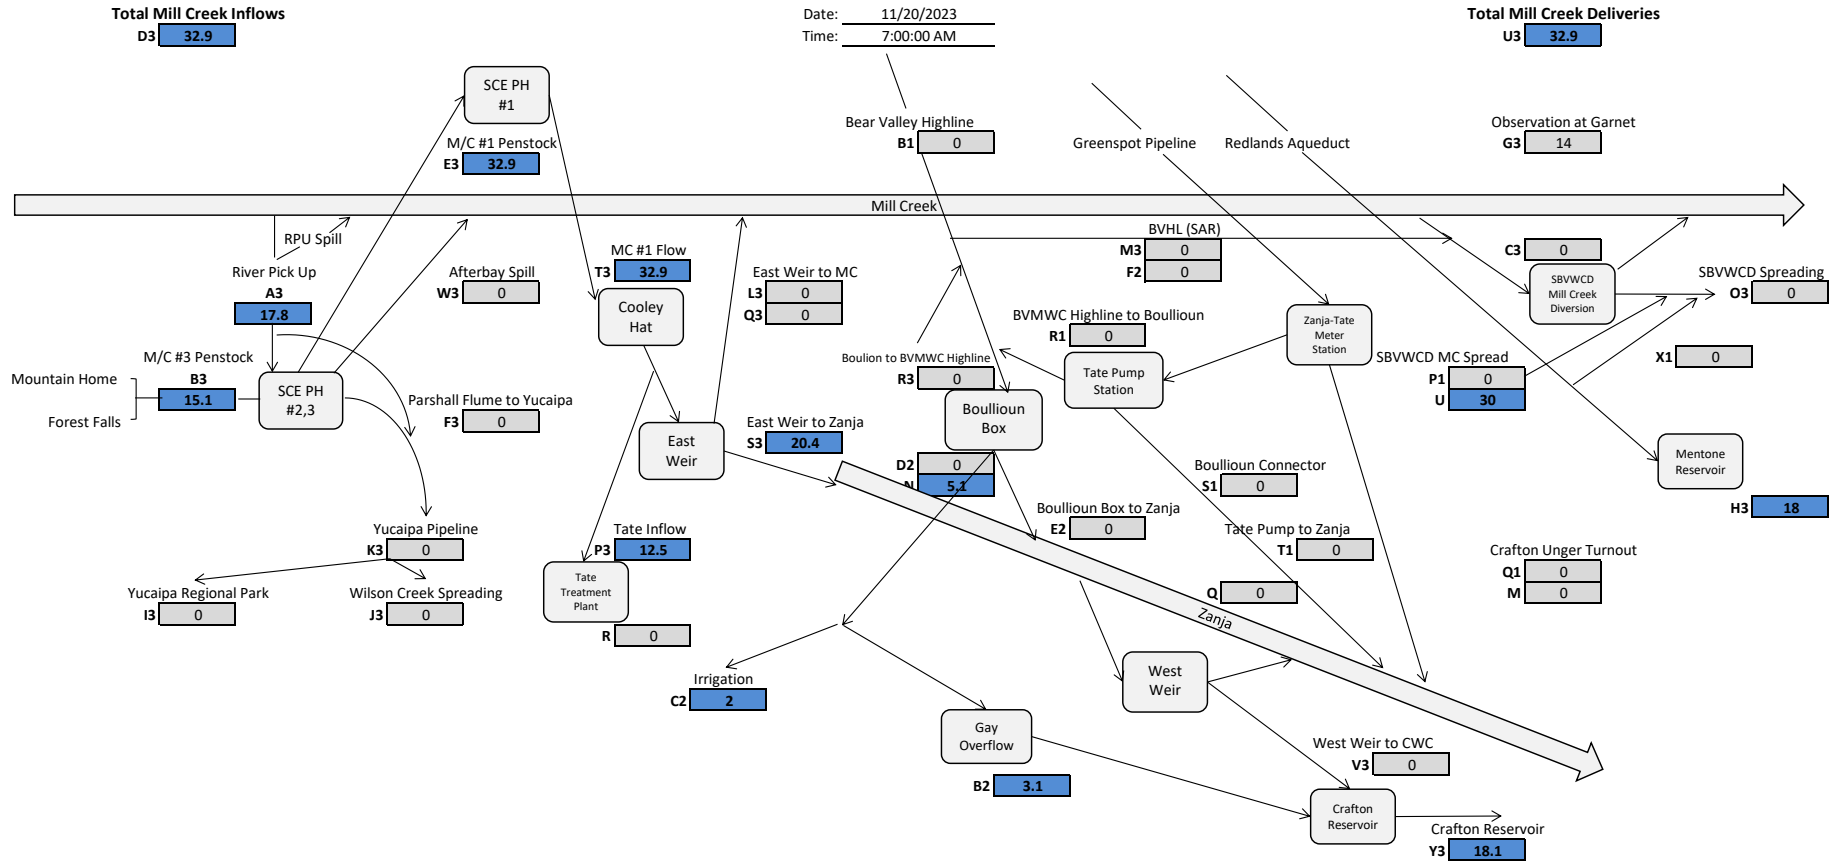 Total Mill Creek Inflows
D3 32.9
Date: 11/20/2023
Time: 7:00:00 AM
Total Mill Creek Deliveries
U3 32.9
SCE PH
#1
M/C #1 Penstock
E3 32.9
Bear Valley Highline
B1 0
Greenspot Pipeline
Redlands Aqueduct
Observation at Garnet
G3 14
Mill Creek
RPU Spill
River Pick Up
A3
17.8
Afterbay Spill
W3 0
MC #1 Flow
T3 32.9
Cooley
Hat
East Weir to MC
L3 0
Q3 0
BVHL (SAR)
M3 0
F2 0
C3 0
SBVWCD
Mill Creek
Diversion
SBVWCD Spreading
O3 0
BVMWC Highline to Boullioun
R1 0
Zanja-Tate
Meter
Station
M/C #3 Penstock
B3
15.1
Mountain Home
Forest Falls
SCE PH
#2,3
Boulion to BVMWC Highline
R3 0
Tate Pump
Station
SBVWCD MC Spread
P1 0
U 30
X1 0
Parshall Flume to Yucaipa
F3 0
Boullioun
Box
East
Weir
East Weir to Zanja
S3 20.4
D2 0
N 5.1
Boullioun Connector
S1 0
Mentone
Reservoir
H3 18
Boullioun Box to Zanja
E2 0
Tate Pump to Zanja
T1 0
Yucaipa Pipeline
K3 0
Tate Inflow
P3 12.5
Tate
Treatment
Plant
R 0
Crafton Unger Turnout
Q1 0
M 0
Yucaipa Regional Park
I3 0
Wilson Creek Spreading
J3 0
Q 0
Zanja
Irrigation
C2 2
West
Weir
Gay
Overflow
B2 3.1
West Weir to CWC
V3 0
Crafton
Reservoir
Crafton Reservoir
Y3 18.1